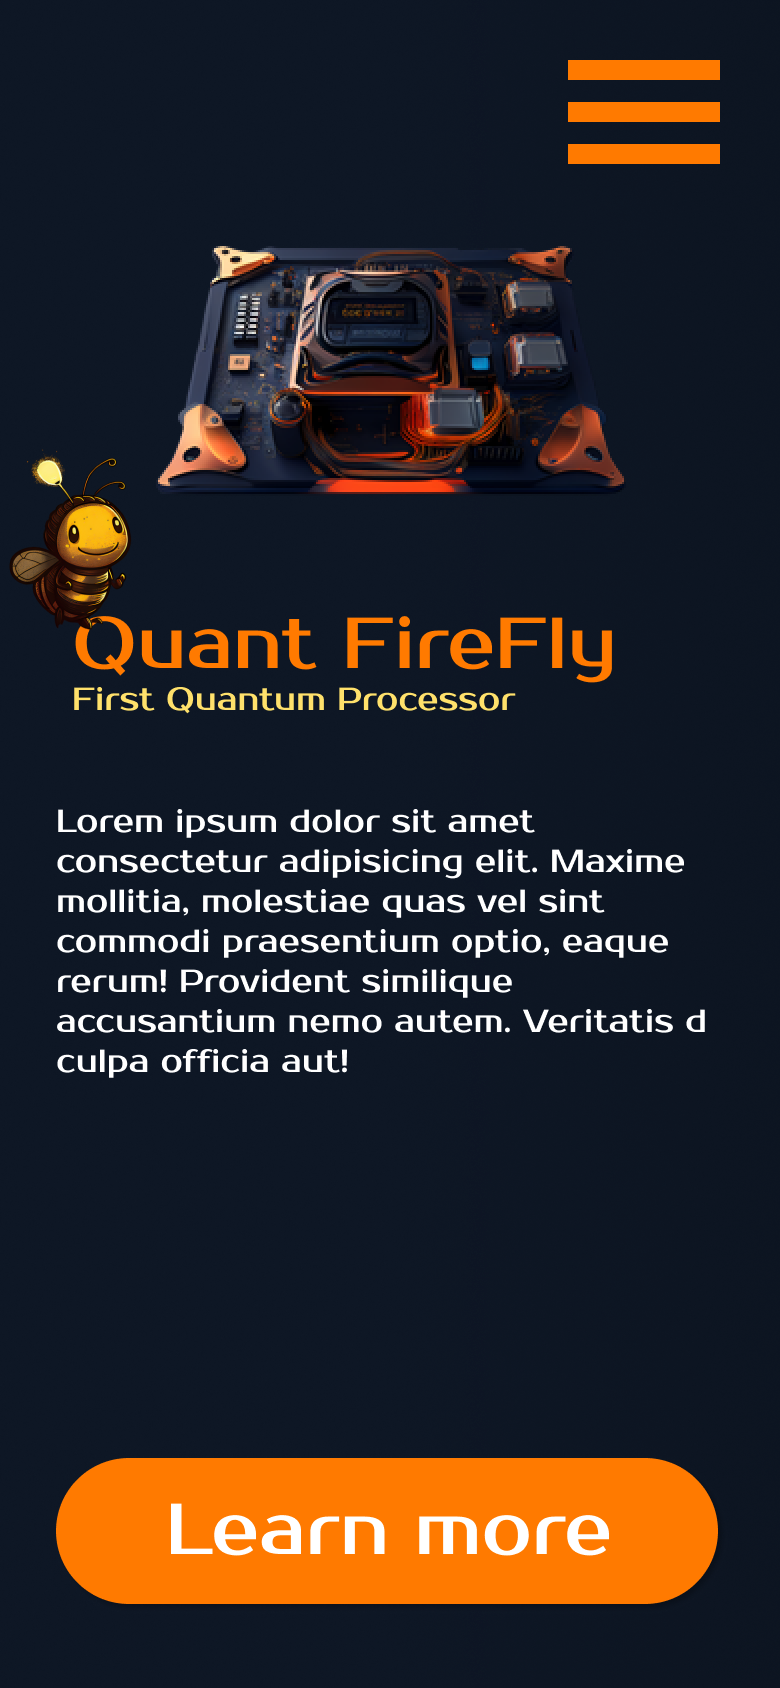 Quant FireFly
First Quantum Processor
Lorem ipsum dolor sit amet
consectetur adipisicing elit. Maxime
mollitia, molestiae quas vel sint
commodi praesentium optio, eaque
rerum! Provident similique
accusantium nemo autem. Veritatis d
culpa officia aut!
Learn more